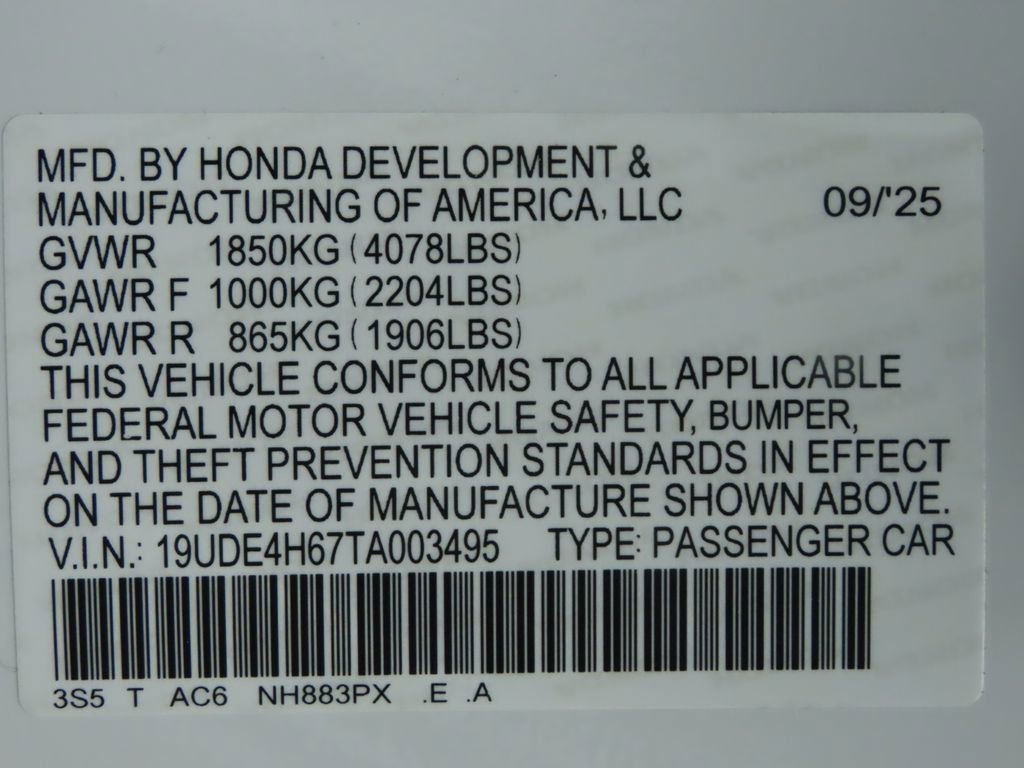 MFD. BY HONDA DEVELOPMENT &
MANUFACTURING OF AMERICA, LLC 09/'25
GVWR 1850KG (4078LBS)
GAWR F 1000KG (2204LBS)
GAWR R 865KG (1906LBS)
THIS VEHICLE CONFORMS TO ALL APPLICABLE
FEDERAL MOTOR VEHICLE SAFETY, BUMPER,
AND THEFT PREVENTION STANDARDS IN EFFECT
ON THE DATE OF MANUFACTURE SHOWN ABOVE.
V.I.N.: 19UDE4H67TA003495 TYPE: PASSENGER CAR
3S5 T AC6 NH883PX .E .A